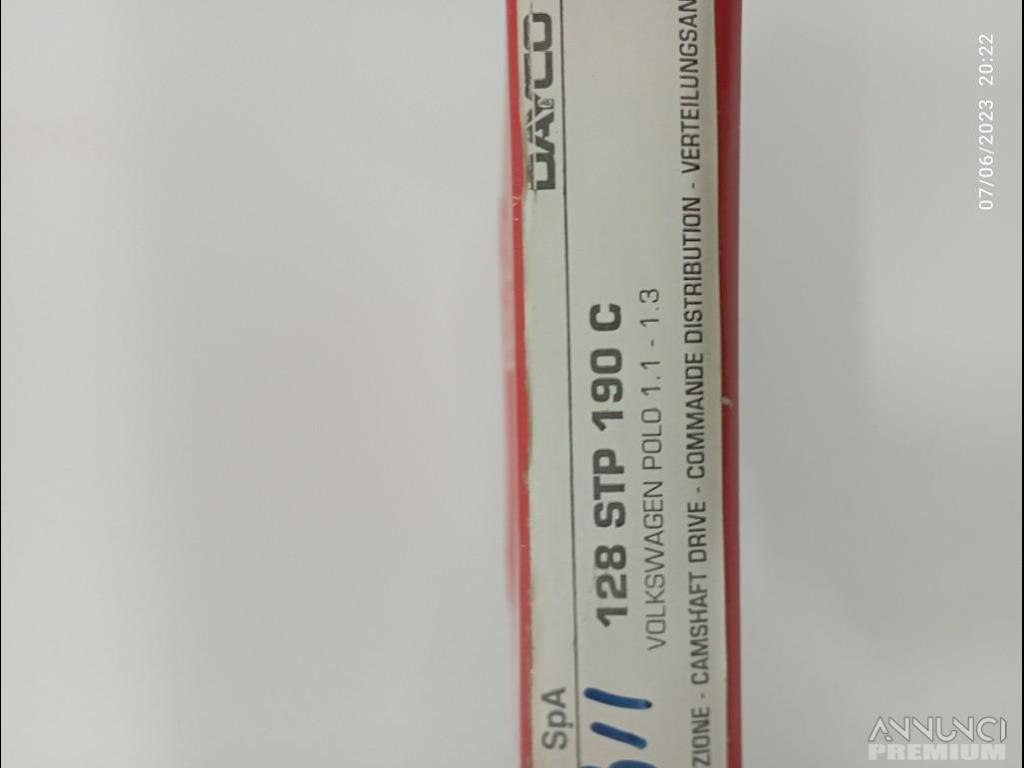 SpA DAYCO
128 STP 190 C
VOLKSWAGEN POLO 1.1 - 1.3
ZIONE - CAMSHAFT DRIVE - COMMANDE DISTRIBUTION - VERTEILUNGSAN
07/06/2023 20:22
ANNUNCI
PREMIUM